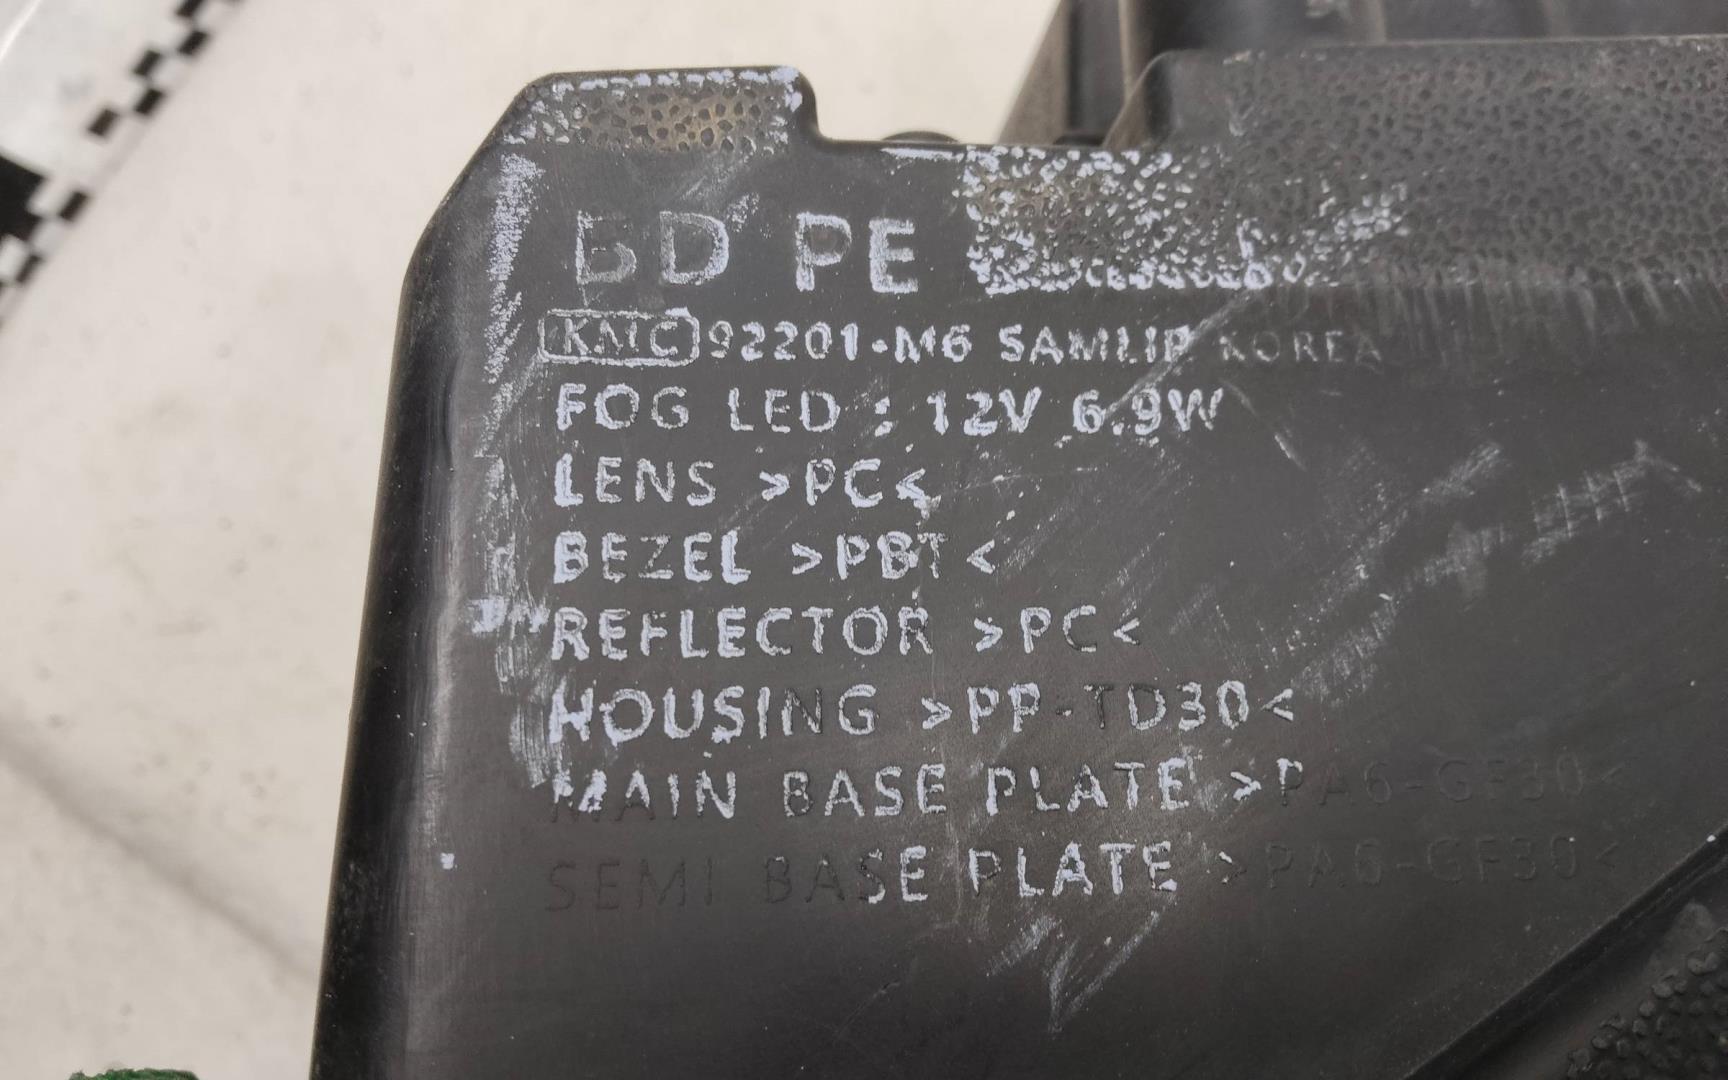 BD PE
KMC 92201-M6 SAMLIP KOREA
FOG LED : 12V 6.9W
LENS >PC<
BEZEL >PBT<
REFLECTOR >PC<
HOUSING >PP-TD30<
MAIN BASE PLATE >PA6-GF30<
SEMI BASE PLATE >PA6-GF30<